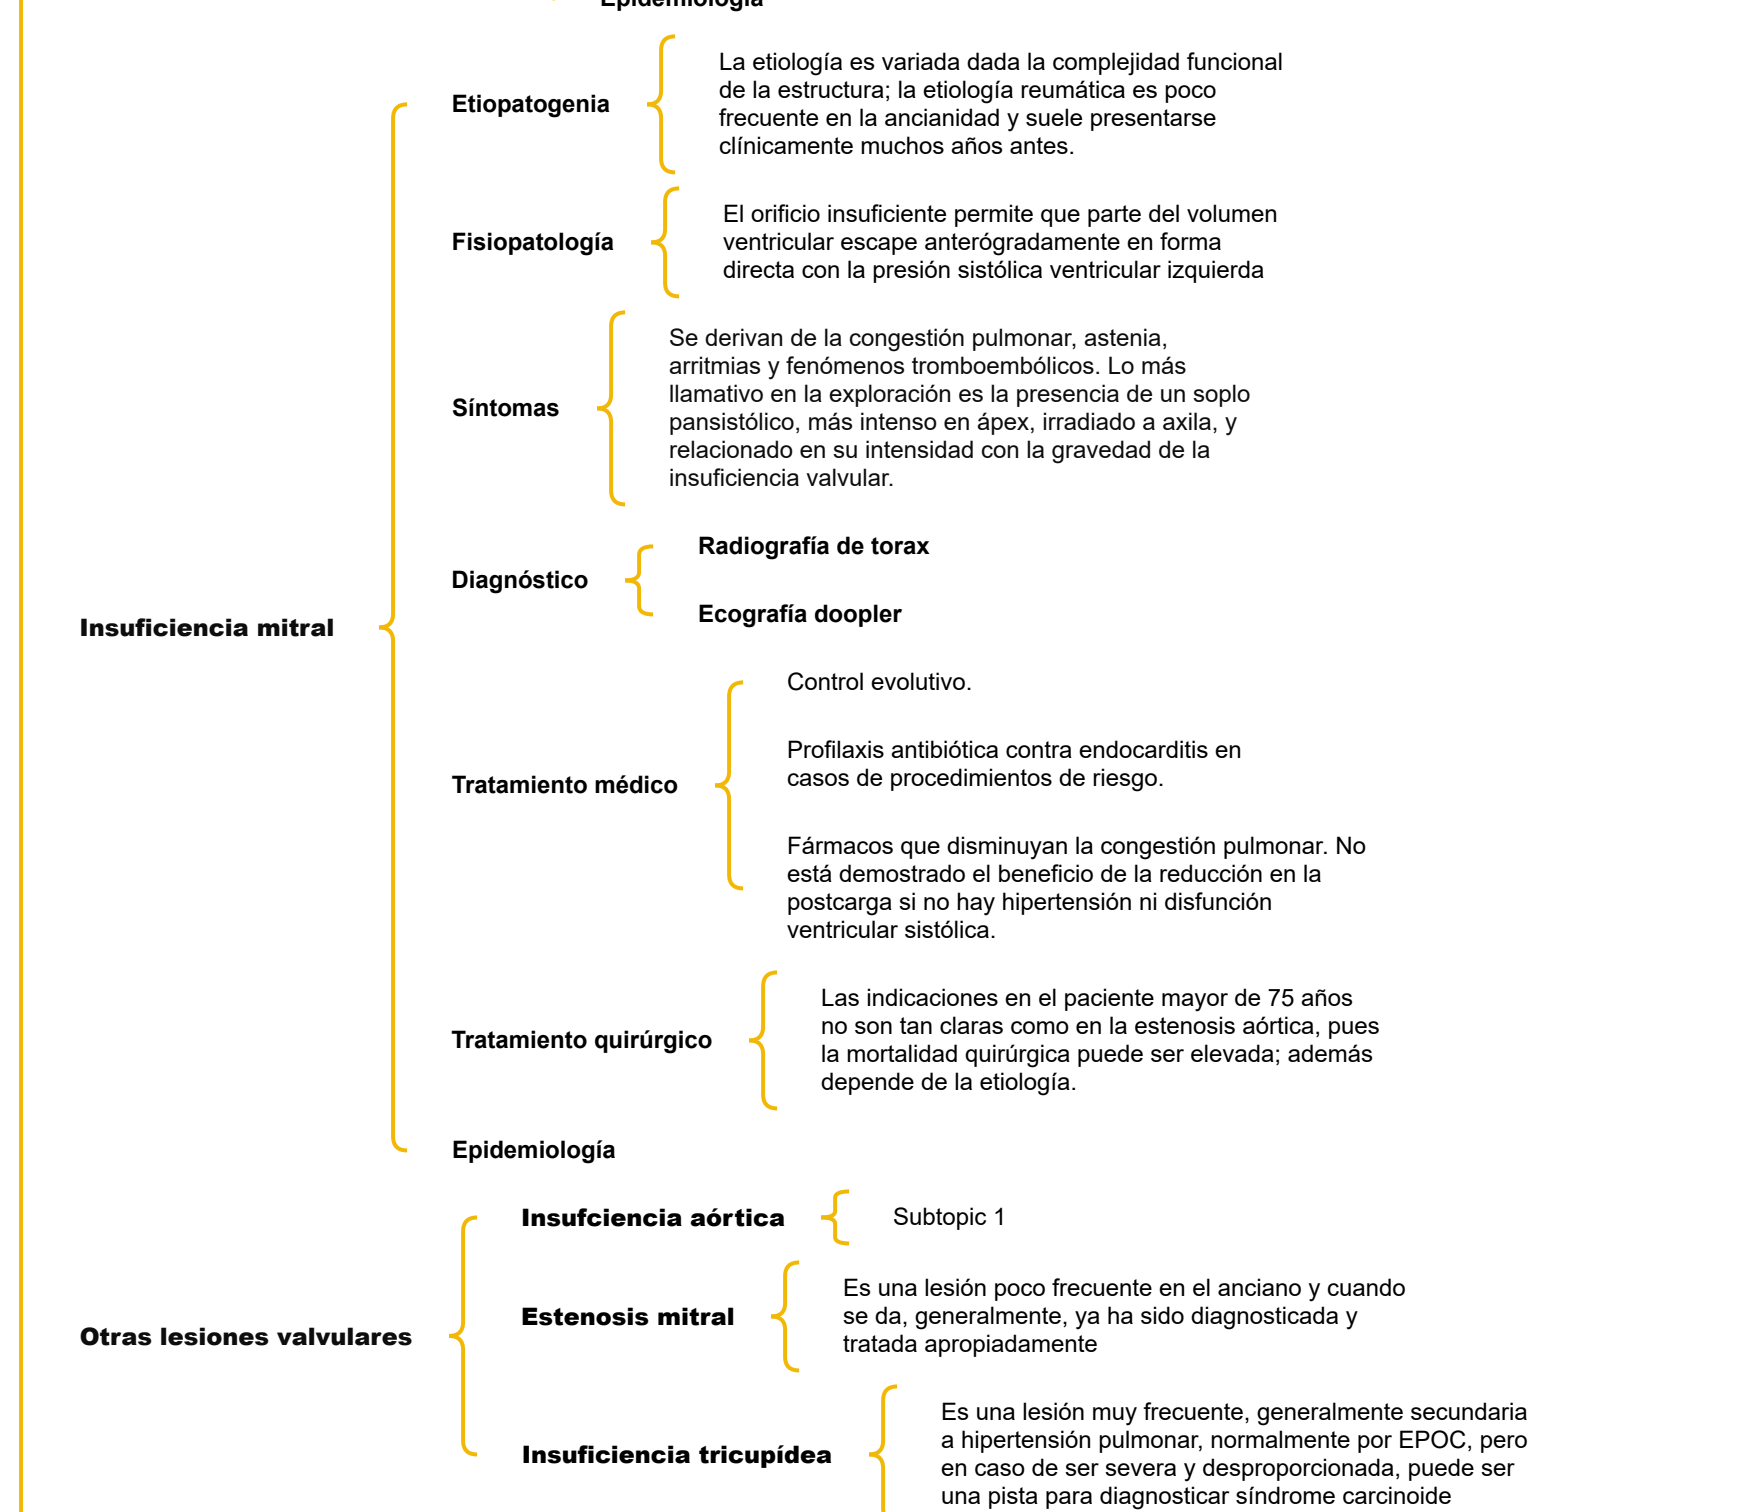 Epidemiología
Etiopatogenia
La etiología es variada dada la complejidad funcional
de la estructura; la etiología reumática es poco
frecuente en la ancianidad y suele presentarse
clínicamente muchos años antes.
Fisiopatología
El orificio insuficiente permite que parte del volumen
ventricular escape anterógradamente en forma
directa con la presión sistólica ventricular izquierda
Síntomas
Se derivan de la congestión pulmonar, astenia,
arritmias y fenómenos tromboembólicos. Lo más
llamativo en la exploración es la presencia de un soplo
pansistólico, más intenso en ápex, irradiado a axila, y
relacionado en su intensidad con la gravedad de la
insuficiencia valvular.
Diagnóstico
Radiografía de torax
Ecografía doopler
Insuficiencia mitral
Tratamiento médico
Control evolutivo.
Profilaxis antibiótica contra endocarditis en
casos de procedimientos de riesgo.
Fármacos que disminuyan la congestión pulmonar. No
está demostrado el beneficio de la reducción en la
postcarga si no hay hipertensión ni disfunción
ventricular sistólica.
Tratamiento quirúrgico
Las indicaciones en el paciente mayor de 75 años
no son tan claras como en la estenosis aórtica, pues
la mortalidad quirúrgica puede ser elevada; además
depende de la etiología.
Epidemiología
Otras lesiones valvulares
Insufciencia aórtica
Subtopic 1
Estenosis mitral
Es una lesión poco frecuente en el anciano y cuando
se da, generalmente, ya ha sido diagnosticada y
tratada apropiadamente
Insuficiencia tricupídea
Es una lesión muy frecuente, generalmente secundaria
a hipertensión pulmonar, normalmente por EPOC, pero
en caso de ser severa y desproporcionada, puede ser
una pista para diagnosticar síndrome carcinoide